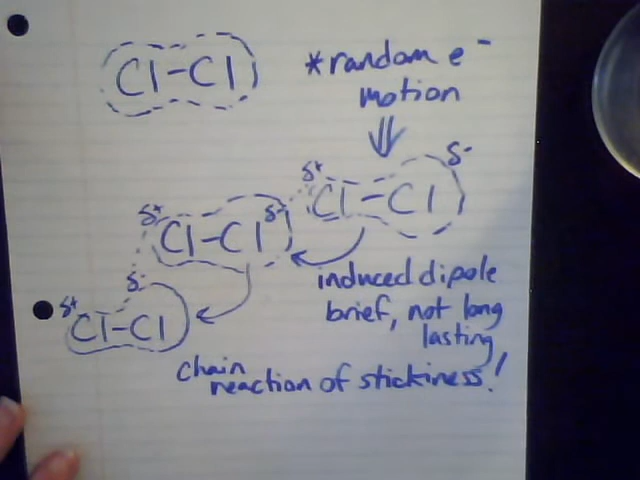 Cl-Cl
*random e⁻
motion
δ⁺ Cl-Cl δ⁻
δ⁺ Cl-Cl δ⁻
δ⁺ Cl-Cl δ⁻
induced dipole
brief, not long
lasting
chain
reaction of stickiness!